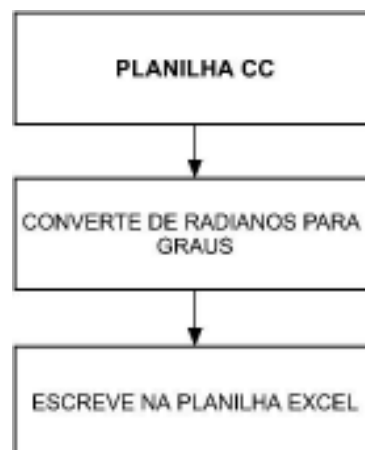 PLANILHA CC
CONVERTE DE RADIANOS PARA
GRAUS
ESCREVE NA PLANILHA EXCEL